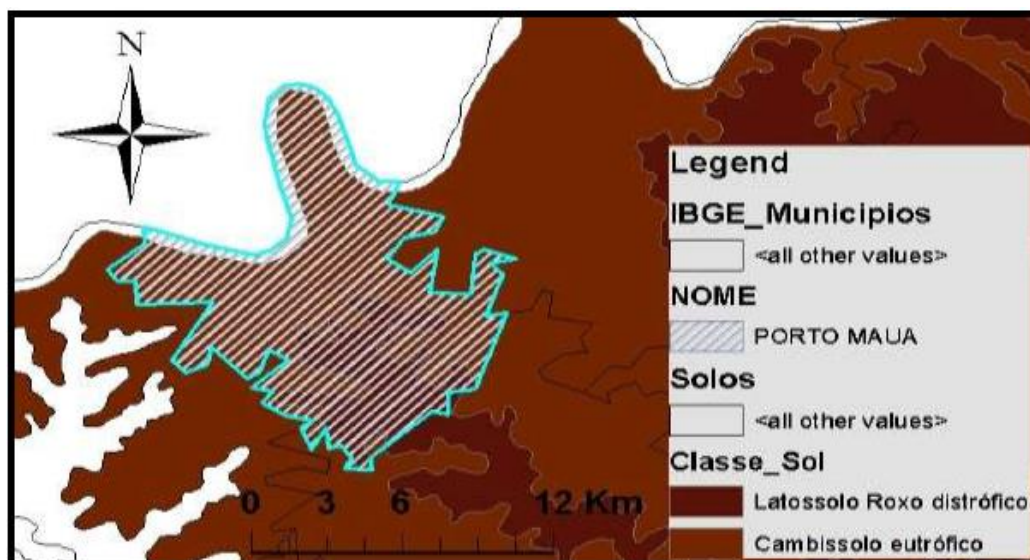 N
Legend
IBGE_Municipios
<all other values>
NOME
PORTO MAUA
Solos
<all other values>
Classe_Sol
Latossolo Roxo distrófico
Cambissolo eutrófico
0 3 6 12 Km